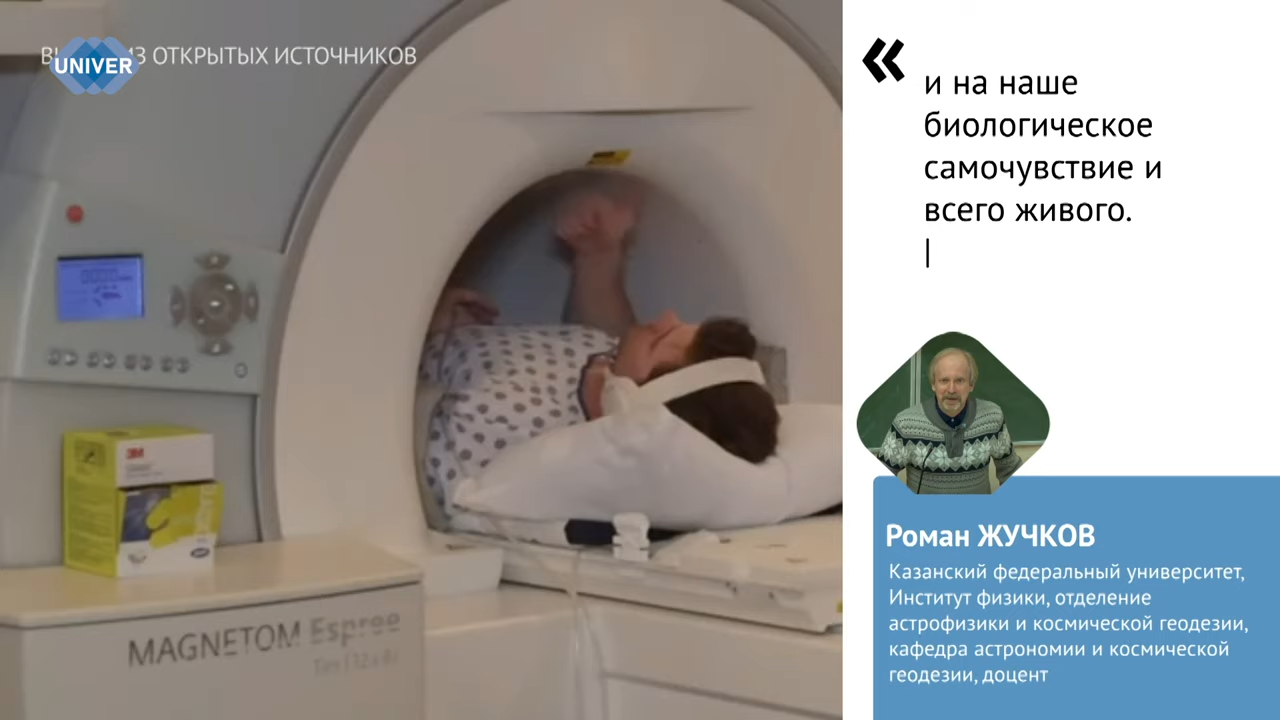 ИЗ ОТКРЫТЫХ ИСТОЧНИКОВ
UNIVER
«
и на наше
биологическое
самочувствие и
всего живого.
3M
MAGNETOM Espree
Роман ЖУЧКОВ
Казанский федеральный университет,
Институт физики, отделение
астрофизики и космической геодезии,
кафедра астрономии и космической
геодезии, доцент